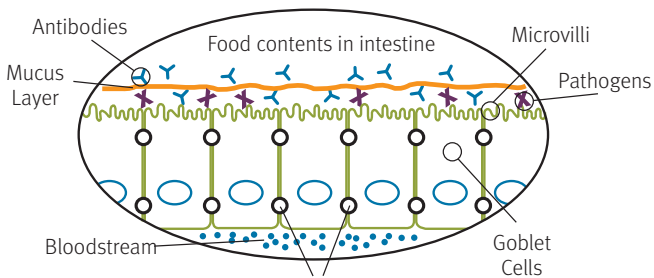 Antibodies
Food contents in intestine
Microvilli
Mucus
Layer
Pathogens
Bloodstream
Goblet
Cells